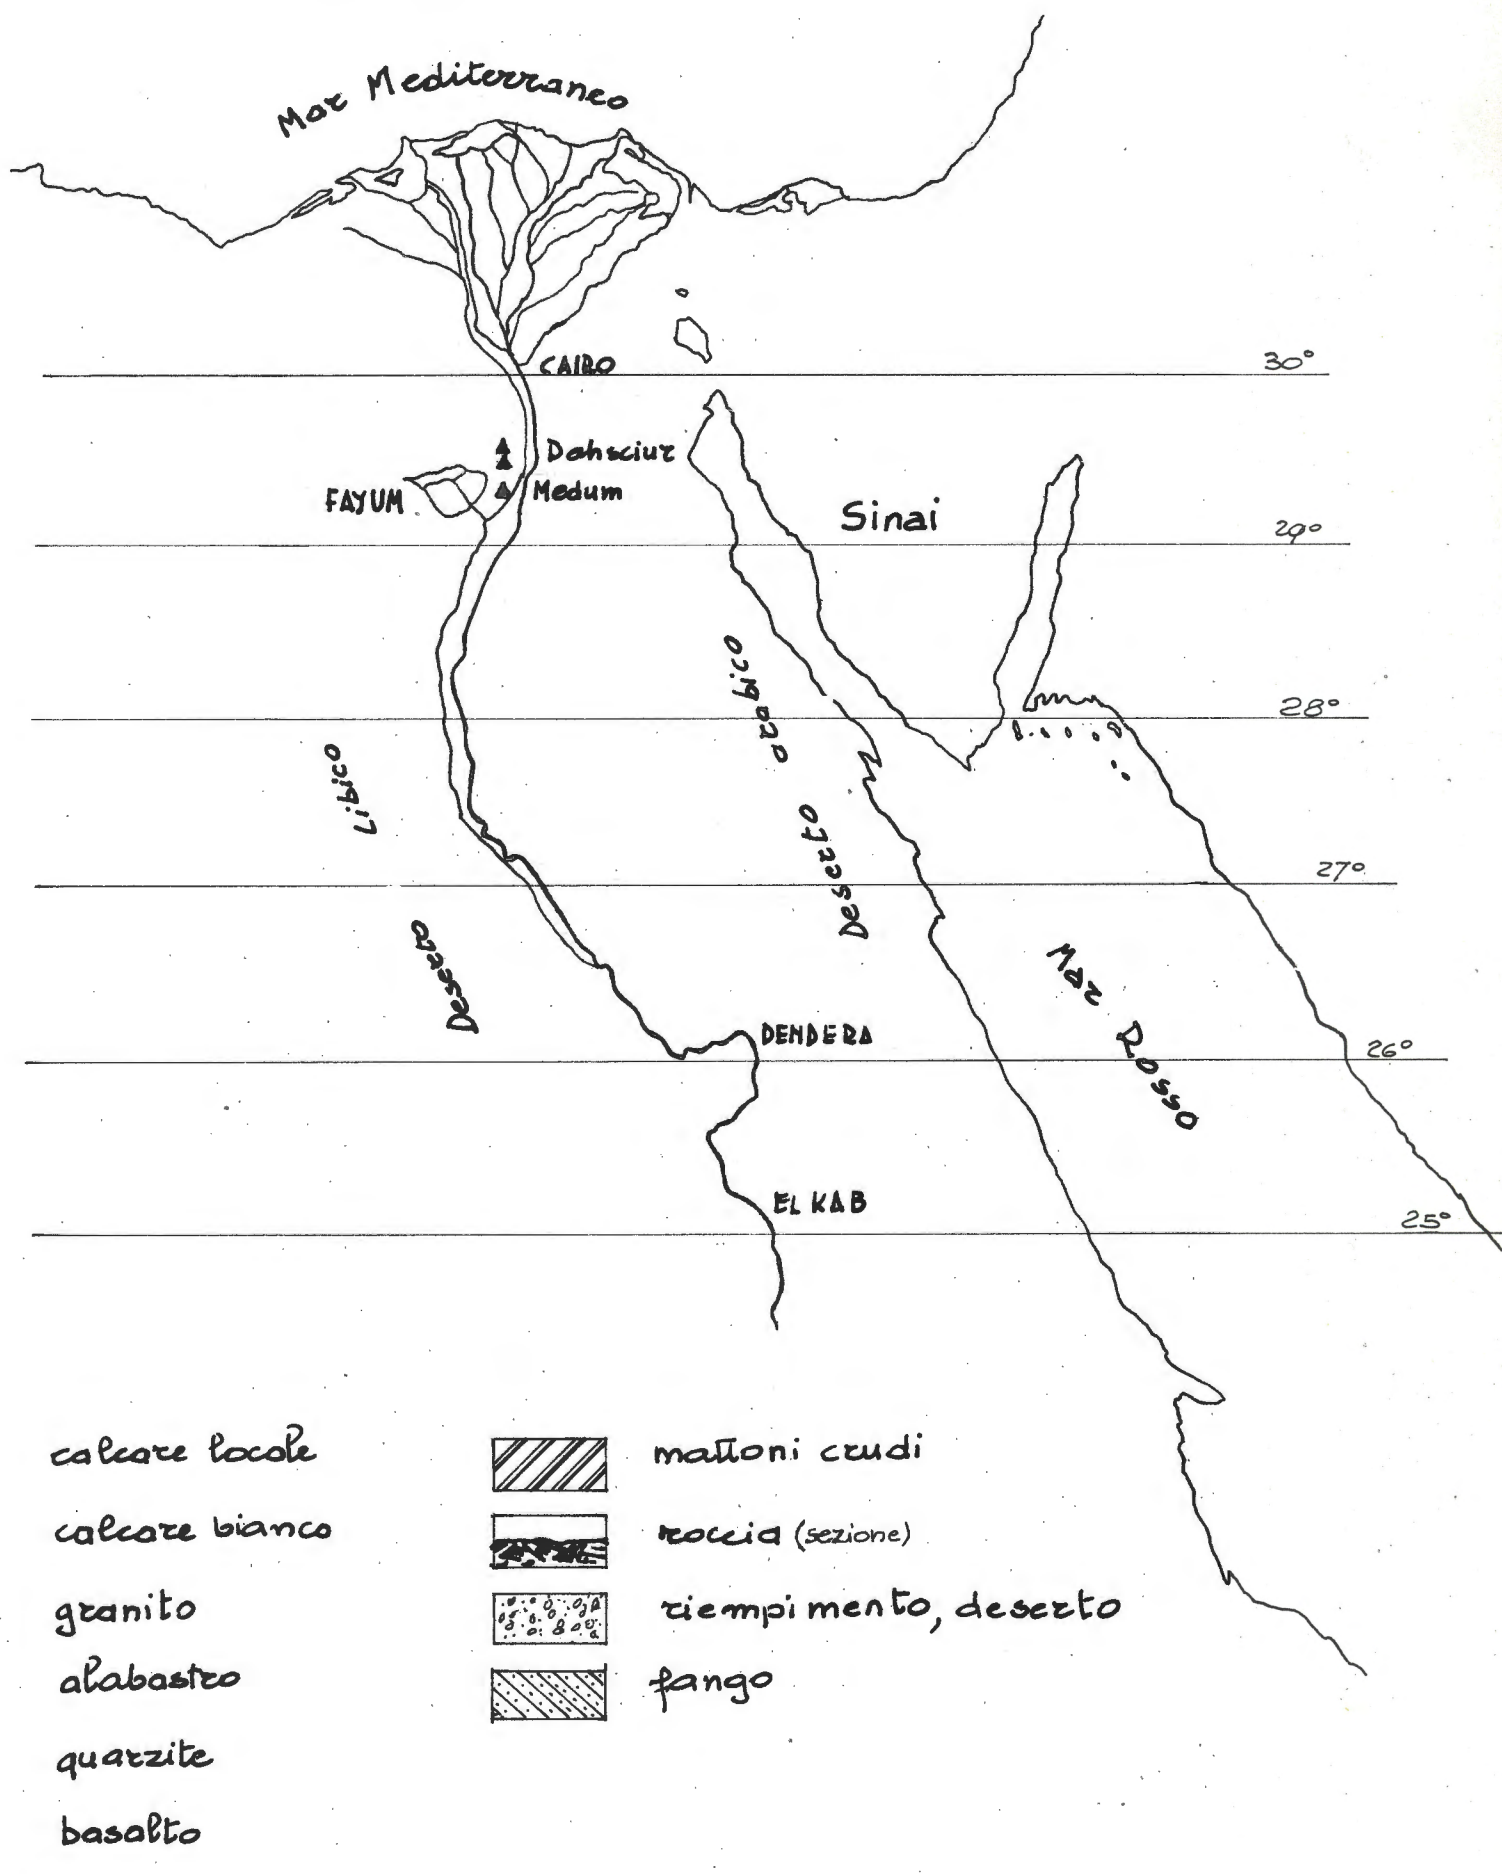 Mar Mediterraneo
CAIRO
30°
Dahsciur
FAYUM
Medum
Sinai
29°
28°
Deserto arabico
Deserto Libico
27°
Mar Rosso
DENDERA
26°
EL KAB
25°
calcare locale
mattoni crudi
calcare bianco
roccia (sezione)
granito
riempimento, deserto
alabastro
fango
quarzite
basalto